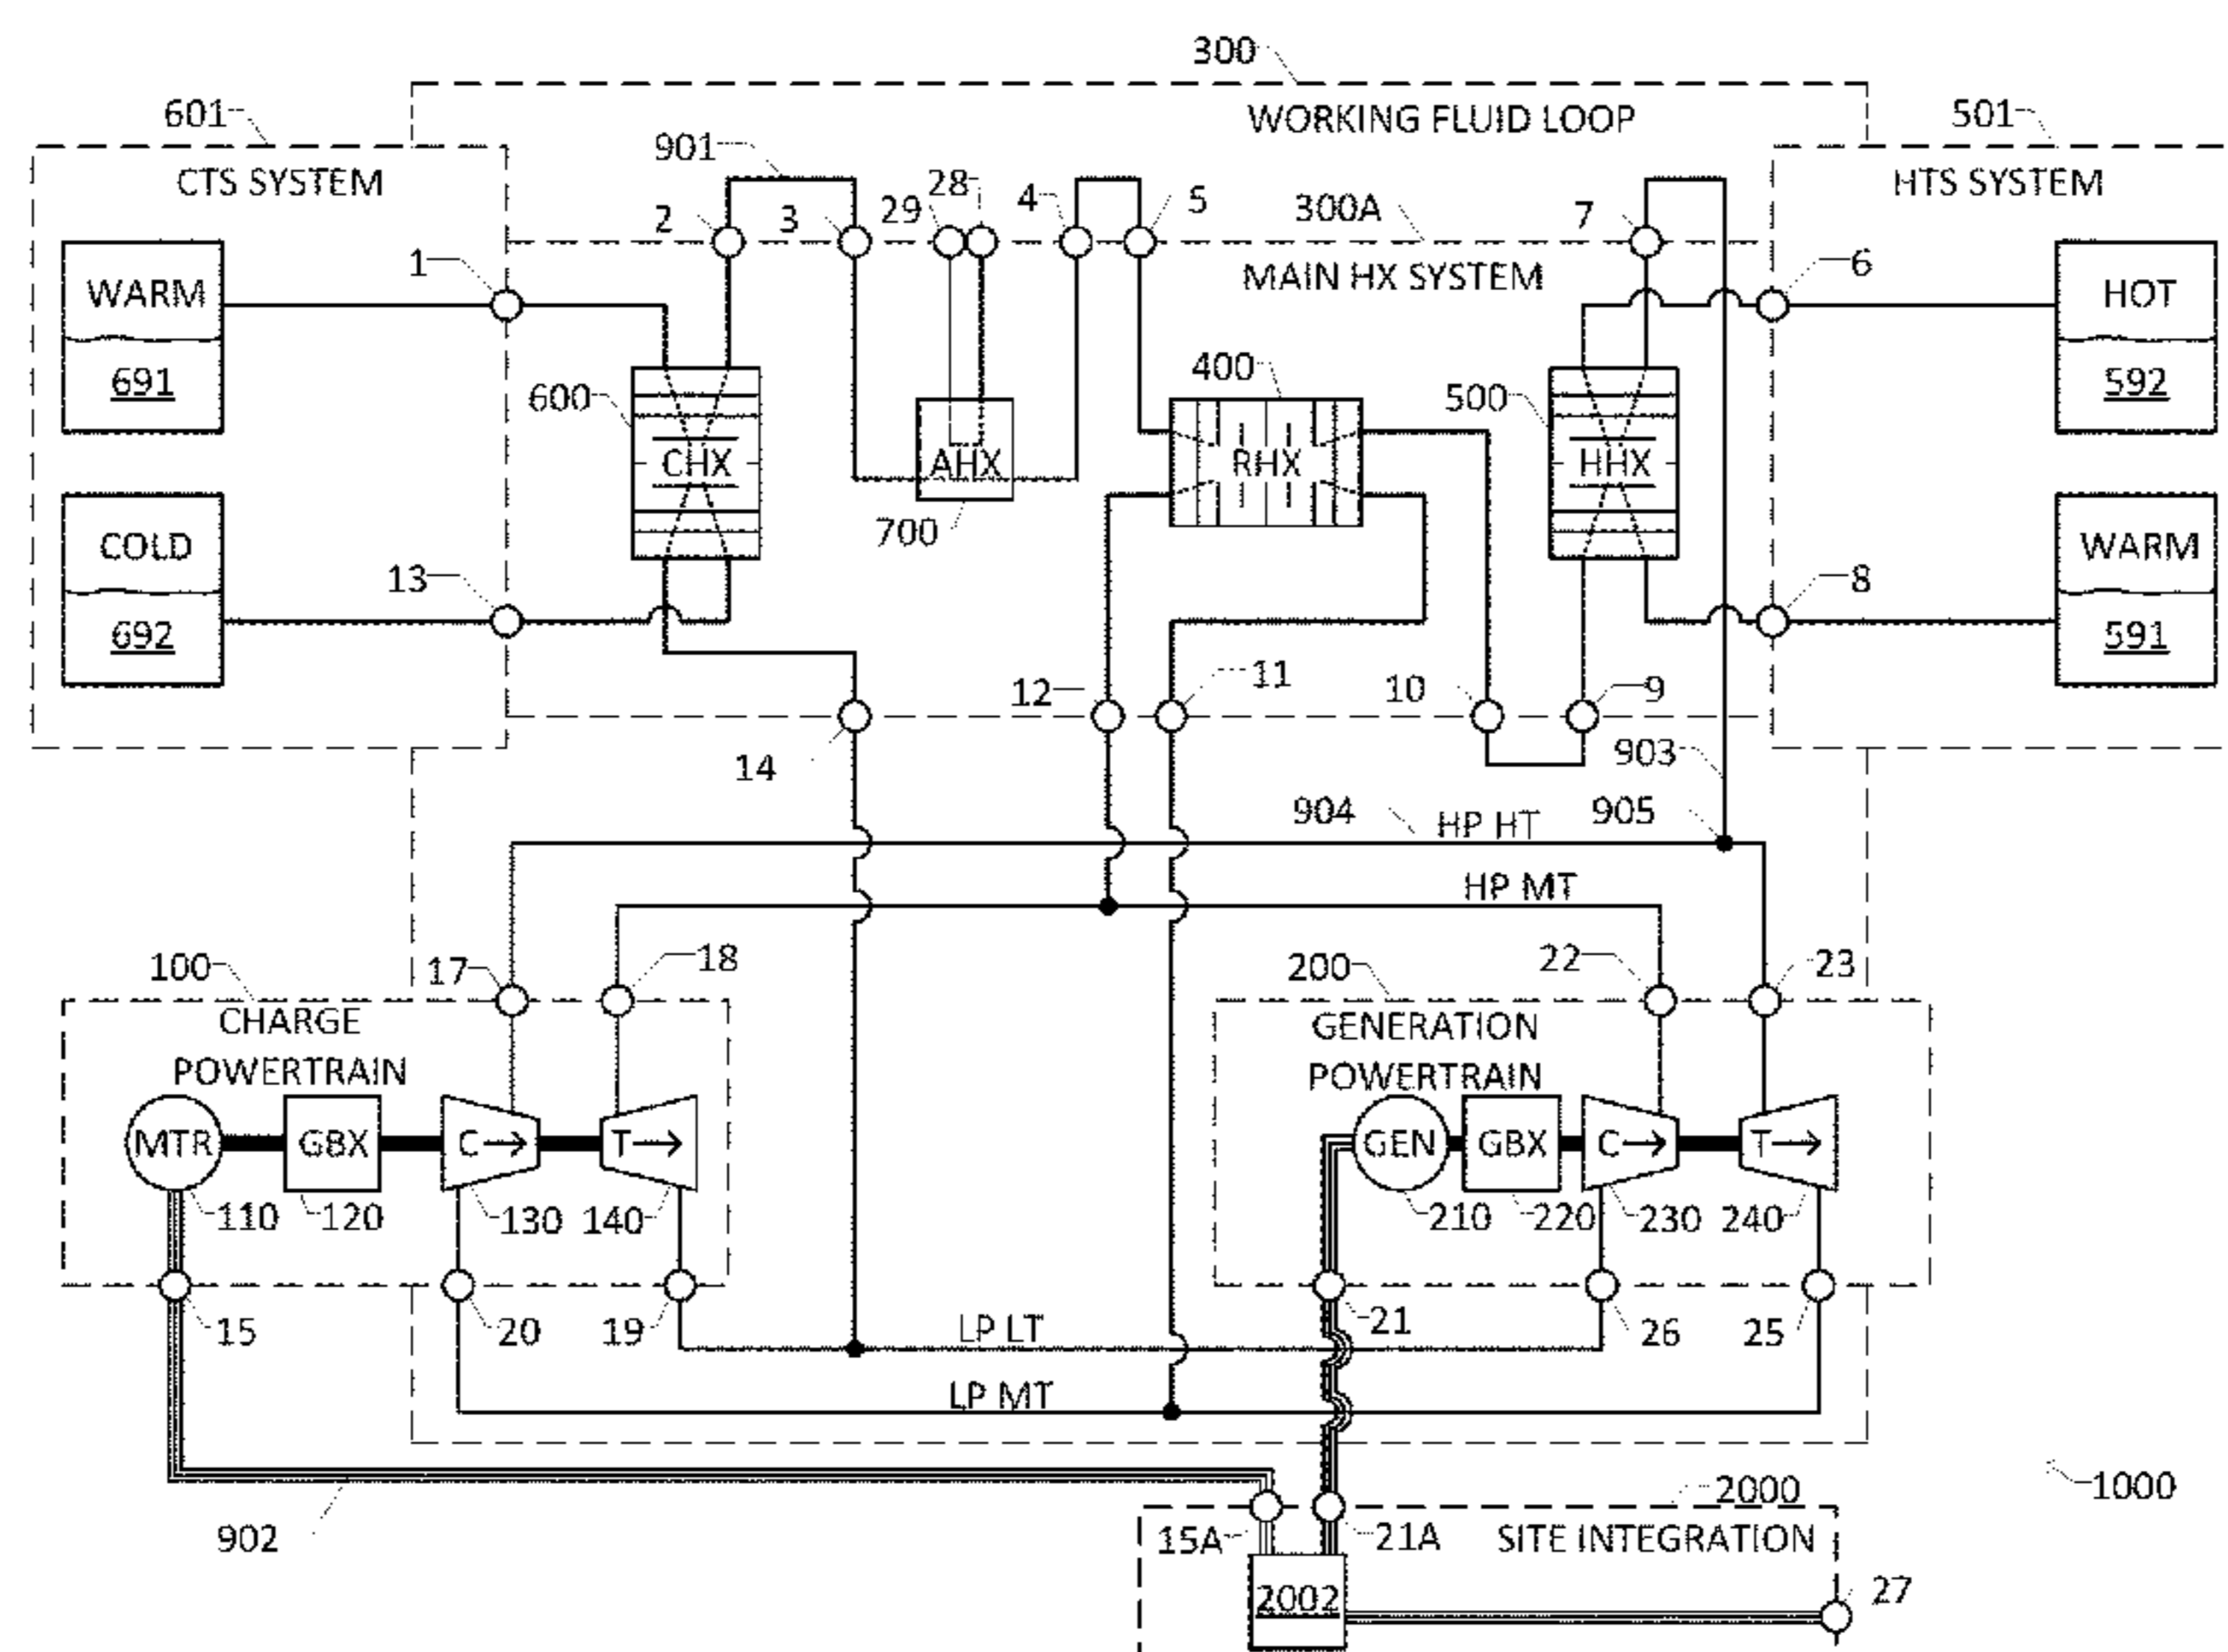 300
WORKING FLUID LOOP
601
501
CTS SYSTEM
901
HTS SYSTEM
2
3
29
28
4
5
300A
7
MAIN HX SYSTEM
1
6
WARM
691
HOT
592
600
CHX
AHX
700
400
RHX
500
HHX
COLD
692
13
WARM
591
8
14
12
11
10
9
903
904
HP HT
905
HP MT
100
17
18
200
22
23
CHARGE
POWERTRAIN
GENERATION
POWERTRAIN
MTR
GBX
C
T
GEN
GBX
C
T
110
120
130
140
210
220
230
240
15
20
19
LP LT
21
26
25
LP MT
902
2000
1000
15A
21A
SITE INTEGRATION
2002
27